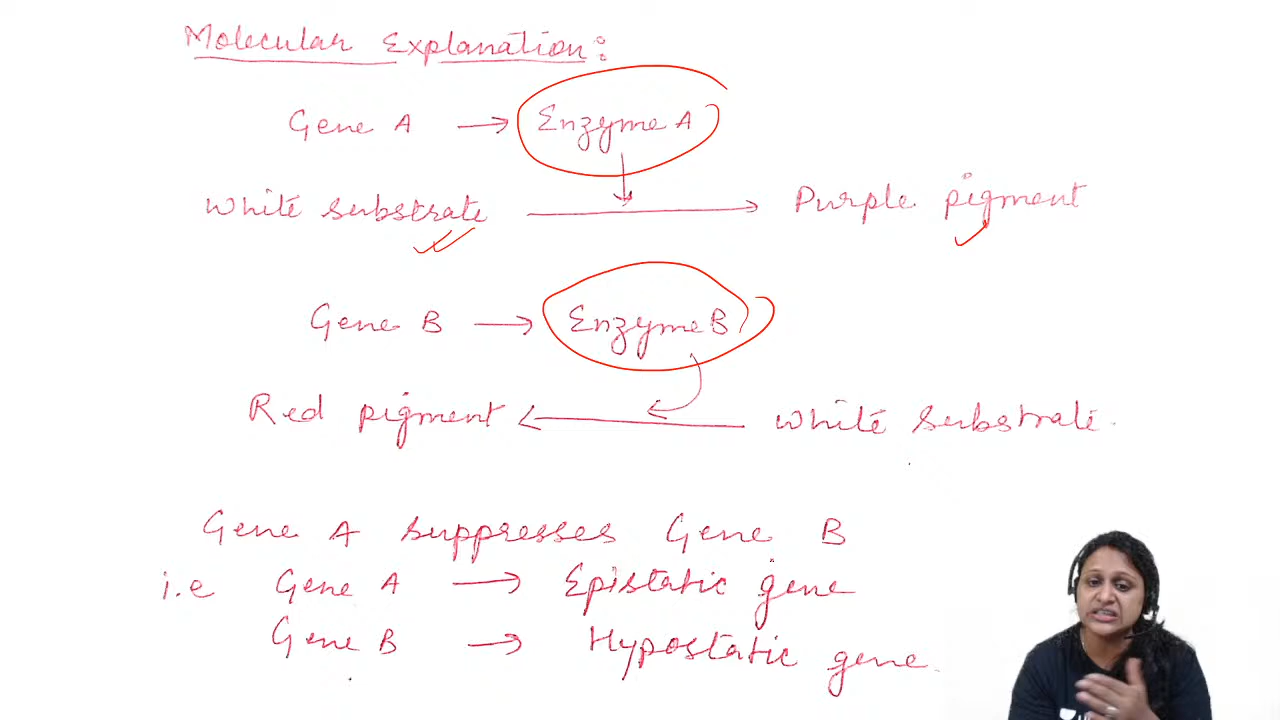 Molecular Explanation:
Gene A → Enzyme A
White substrate → Purple pigment
Gene B → Enzyme B
Red pigment ← White substrate.
Gene A suppresses Gene B
i.e Gene A → Epistatic gene
Gene B → Hypostatic gene.